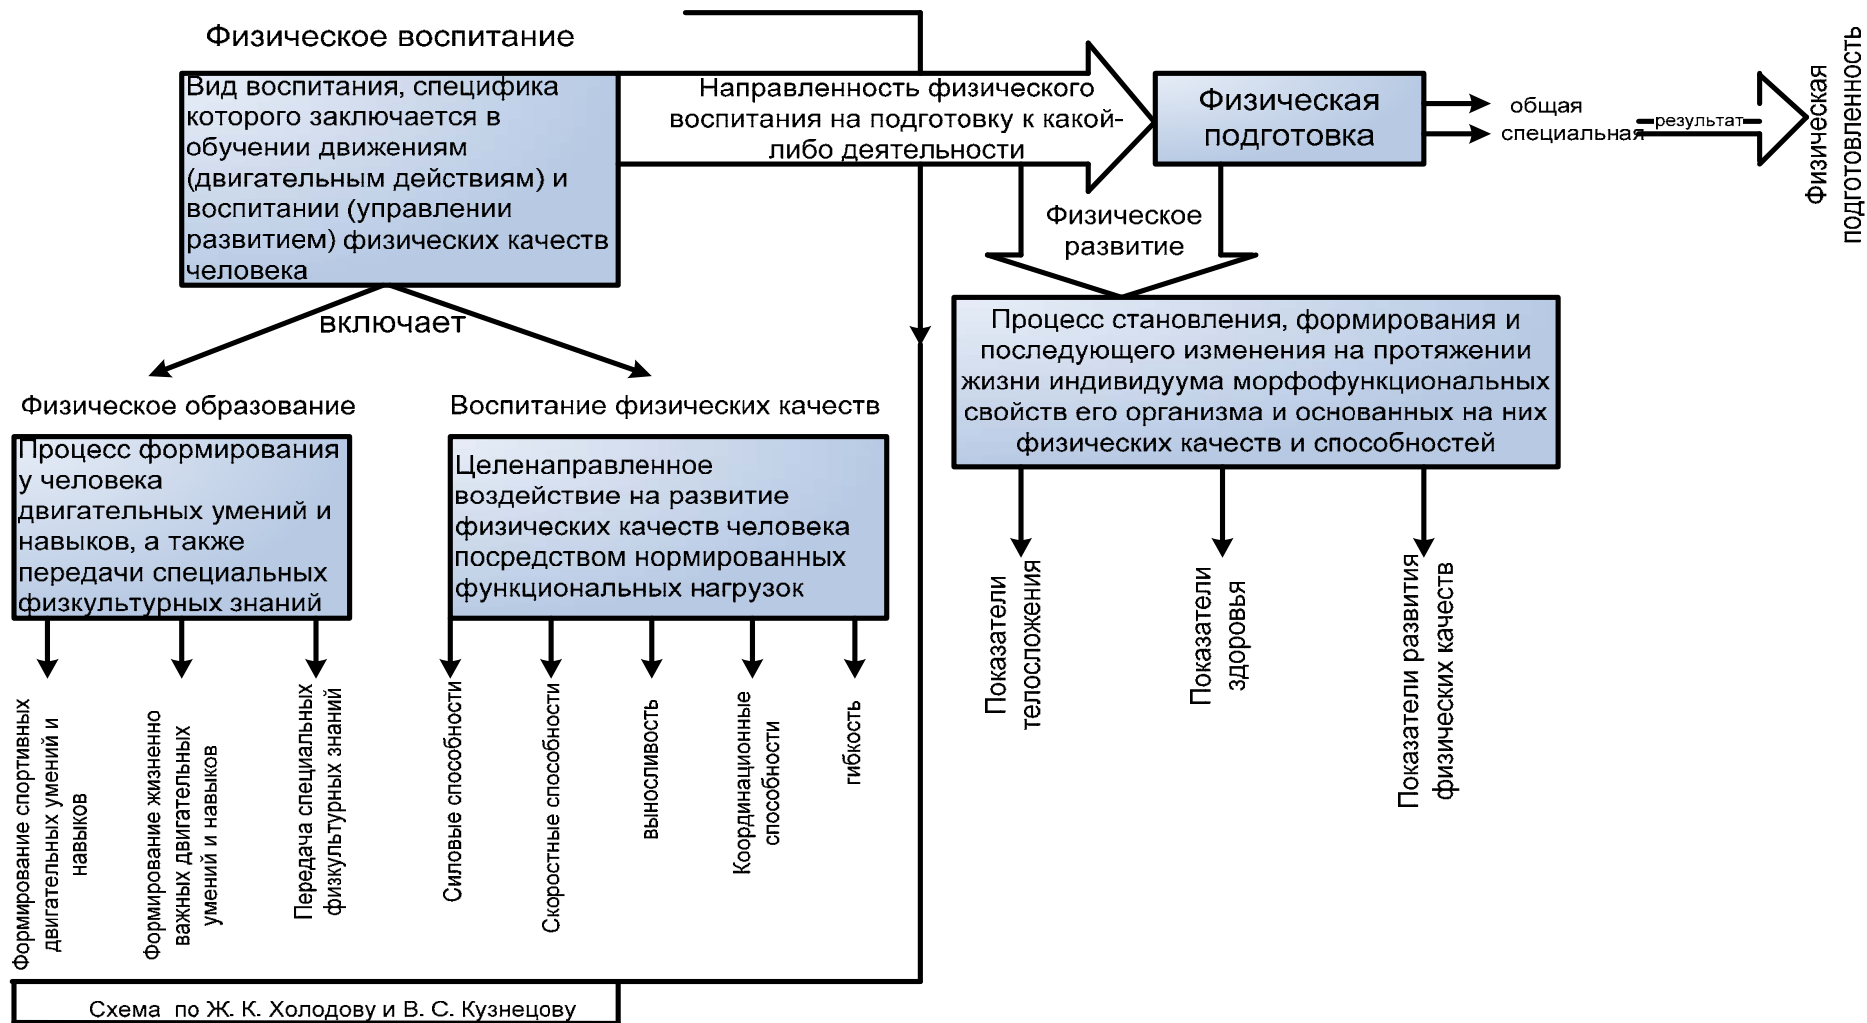 Физическое воспитание
Вид воспитания, специфика
которого заключается в
обучении движениям
(двигательным действиям) и
воспитании (управлении
развитием) физических качеств
человека
Направленность физического
воспитания на подготовку к какой-
либо деятельности
Физическая
подготовка
общая
специальная
результат
Физическая
подготовленность
Физическое
развитие
включает
Процесс становления, формирования и
последующего изменения на протяжении
жизни индивидуума морфофункциональных
свойств его организма и основанных на них
физических качеств и способностей
Показатели
телосложения
Показатели
здоровья
Показатели развития
физических качеств
Физическое образование
Процесс формирования
у человека
двигательных умений и
навыков, а также
передачи специальных
физкультурных знаний
Формирование спортивных
двигательных умений и
навыков
Формирование жизненно
важных двигательных
умений и навыков
Передача специальных
физкультурных знаний
Воспитание физических качеств
Целенаправленное
воздействие на развитие
физических качеств человека
посредством нормированных
функциональных нагрузок
Силовые способности
Скоростные способности
выносливость
Координационные
способности
гибкость
Схема по Ж. К. Холодову и В. С. Кузнецову